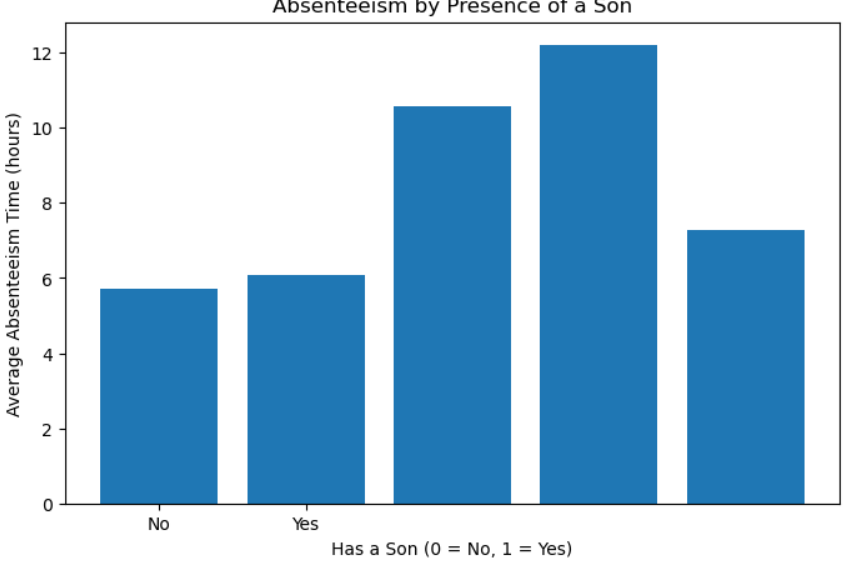 Absenteeism by Presence of a Son
Average Absenteeism Time (hours)
12
10
8
6
4
2
0
No Yes
Has a Son (0 = No, 1 = Yes)